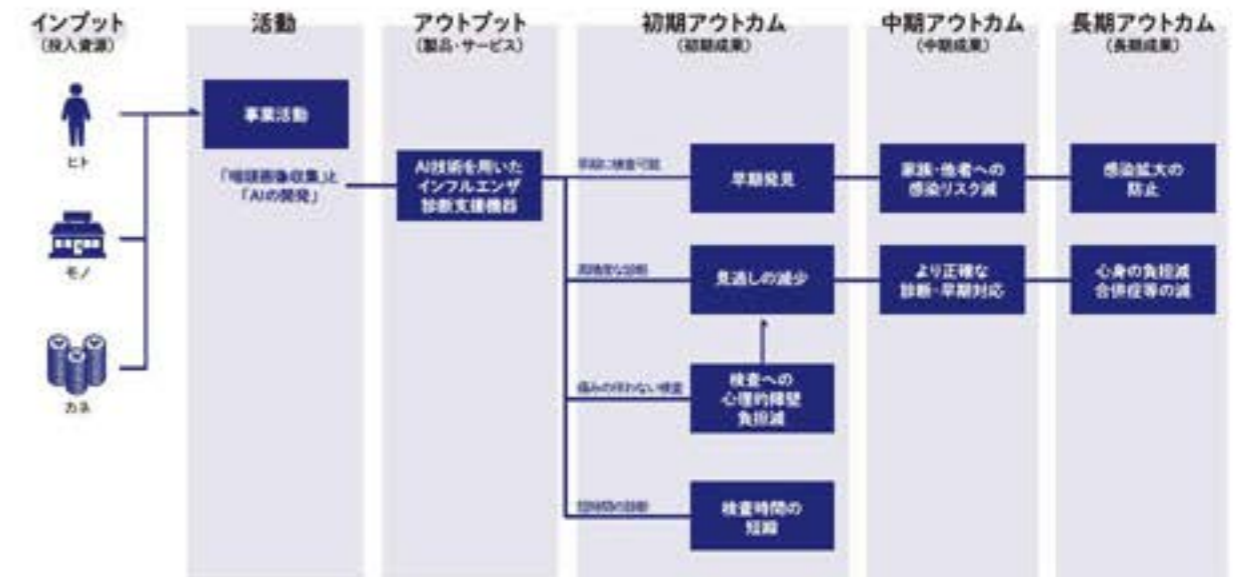 インプット
(投入資源)
活動
アウトプット
(製品・サービス)
初期アウトカム
(初期成果)
中期アウトカム
(中期成果)
長期アウトカム
(長期成果)
ヒト
モノ
カネ
事業活動
「咽頭画像収集」と
「AIの開発」
AI技術を用いた
インフルエンザ
診断支援機器
早期に検査可能
早期発見
家族・他者への
感染リスク減
感染拡大の
防止
高精度な診断
見逃しの減少
より正確な
診断・早期対応
心身の負担減
合併症等の減
痛みの伴わない検査
検査への
心理的障壁
負担減
短時間の診断
検査時間の
短縮